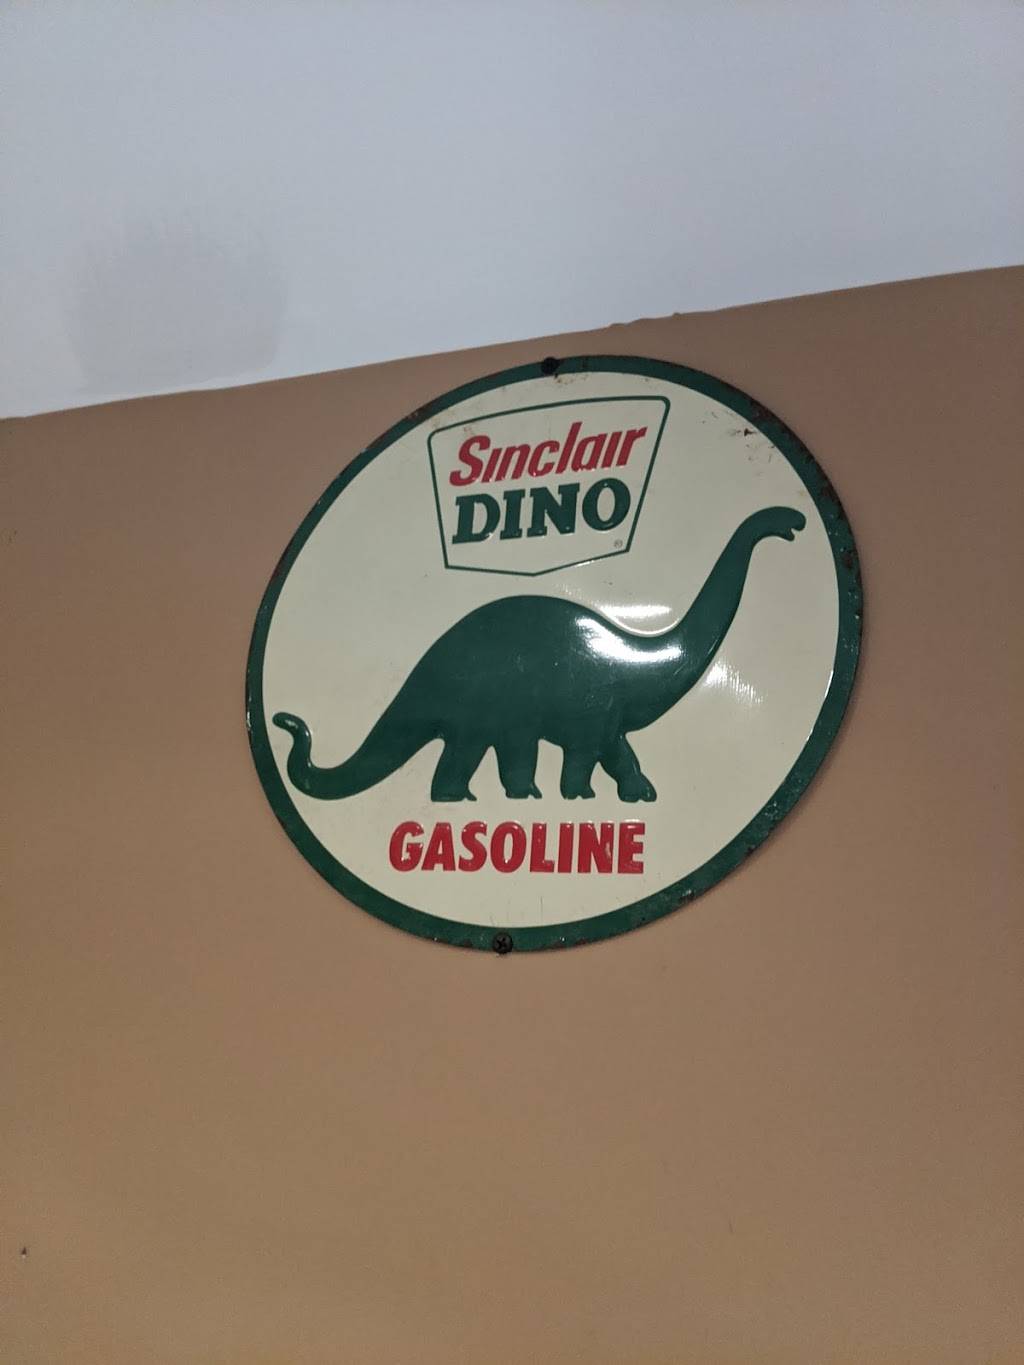 Sinclair
DINO
®
GASOLINE